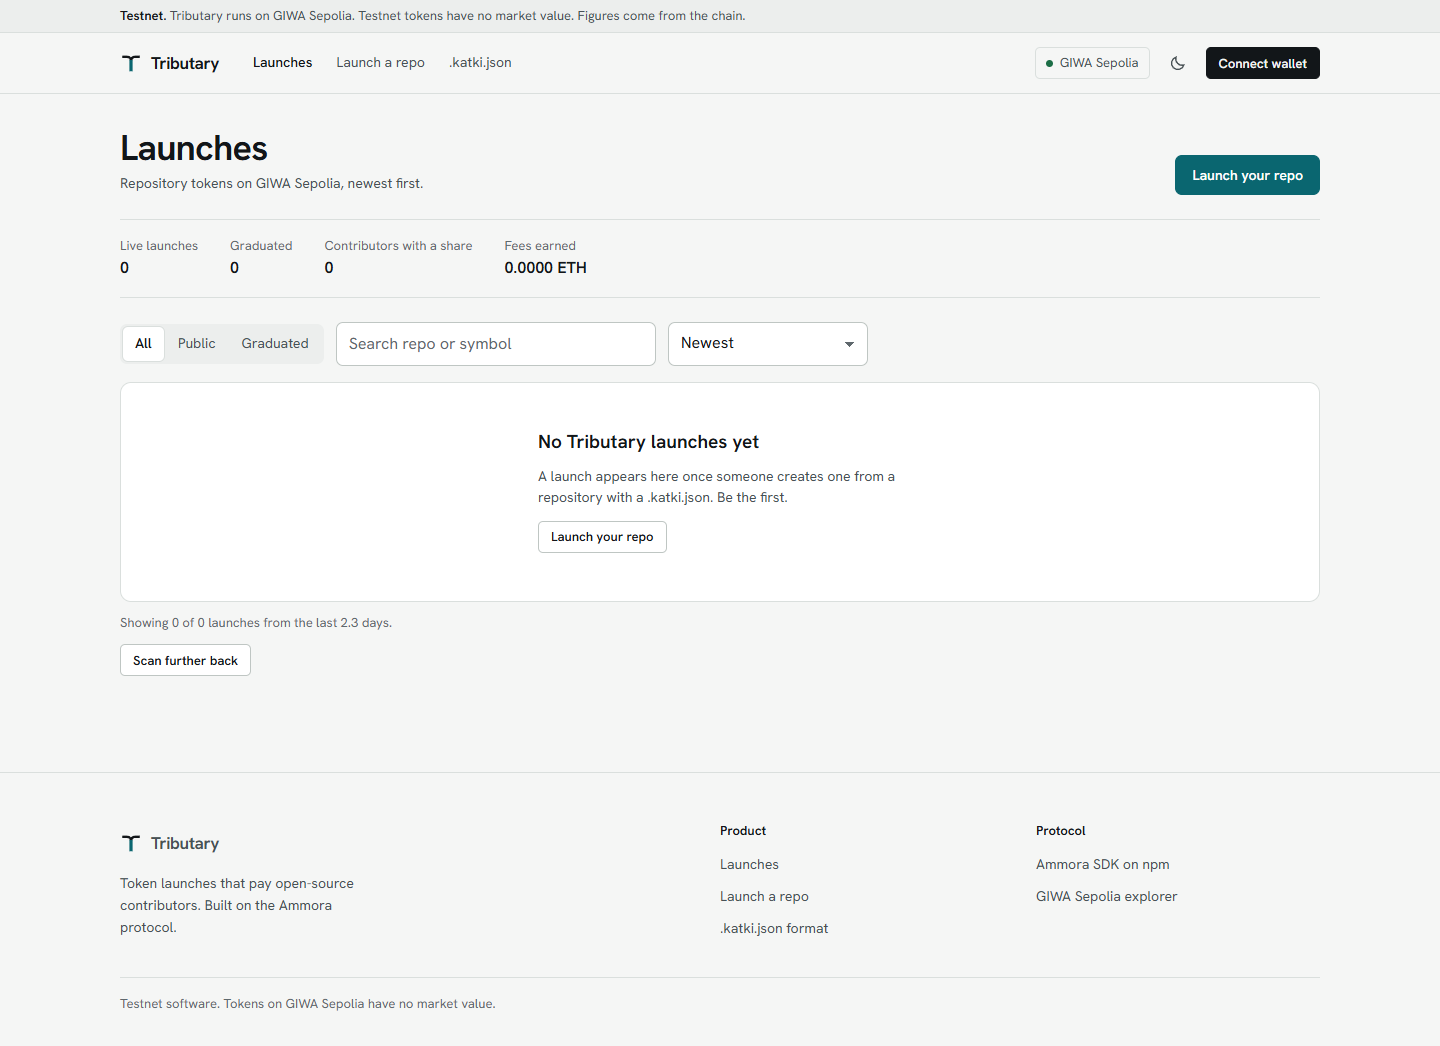 Testnet. Tributary runs on GIWA Sepolia. Testnet tokens have no market value. Figures come from the chain.
Tributary
Launches
Launch a repo
.katki.json
GIWA Sepolia
Connect wallet
Launches
Repository tokens on GIWA Sepolia, newest first.
Launch your repo
Live launches
0
Graduated
0
Contributors with a share
0
Fees earned
0.0000 ETH
All
Public
Graduated
Search repo or symbol
Newest
No Tributary launches yet
A launch appears here once someone creates one from a
repository with a .katki.json. Be the first.
Launch your repo
Showing 0 of 0 launches from the last 2.3 days.
Scan further back
Tributary
Token launches that pay open-source
contributors. Built on the Ammora
protocol.
Product
Launches
Launch a repo
.katki.json format
Protocol
Ammora SDK on npm
GIWA Sepolia explorer
Testnet software. Tokens on GIWA Sepolia have no market value.